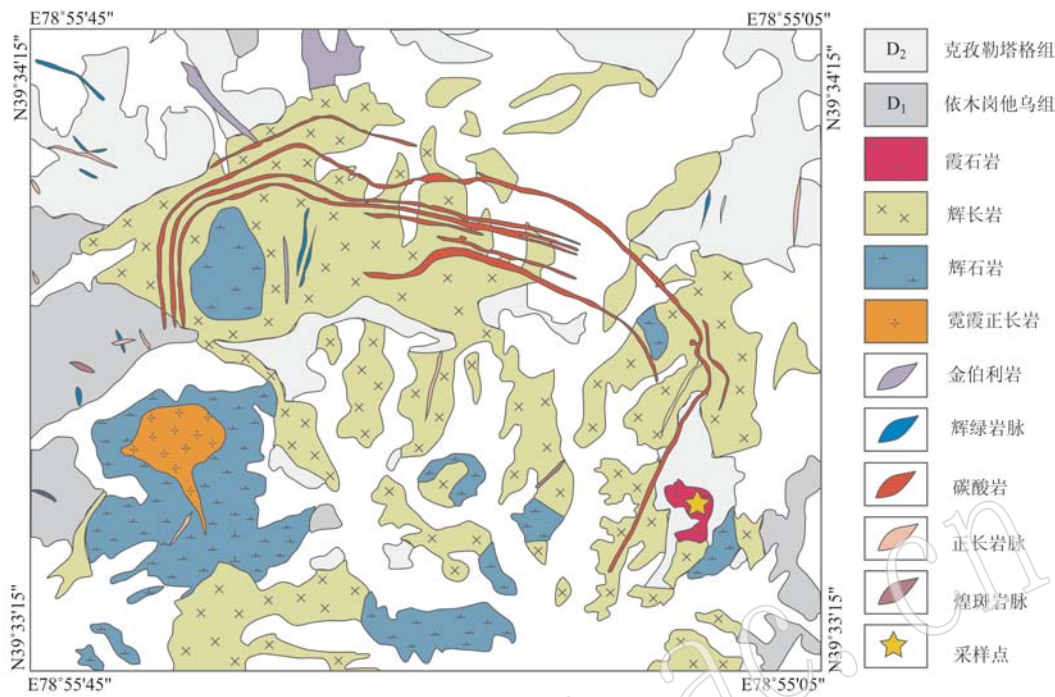 E78°55'45"
E78°55'05"
N39°34'15"
N39°34'15"
D₂ 克孜勒塔格组
D₁ 依木岗他乌组
霞石岩
辉长岩
辉石岩
霓霞正长岩
金伯利岩
辉绿岩脉
碳酸岩
正长岩脉
煌斑岩脉
采样点
N39°33'15"
N39°33'15"
E78°55'45"
E78°55'05"
ac.cn